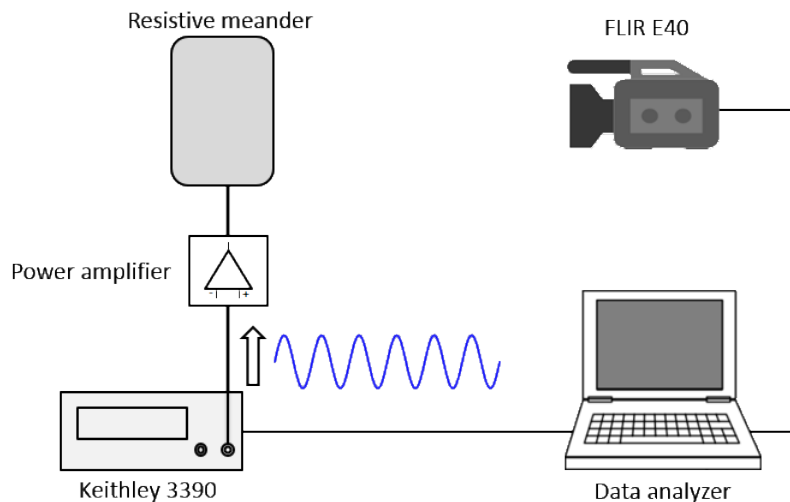 Resistive meander
FLIR E40
Power amplifier
- +
Keithley 3390
Data analyzer